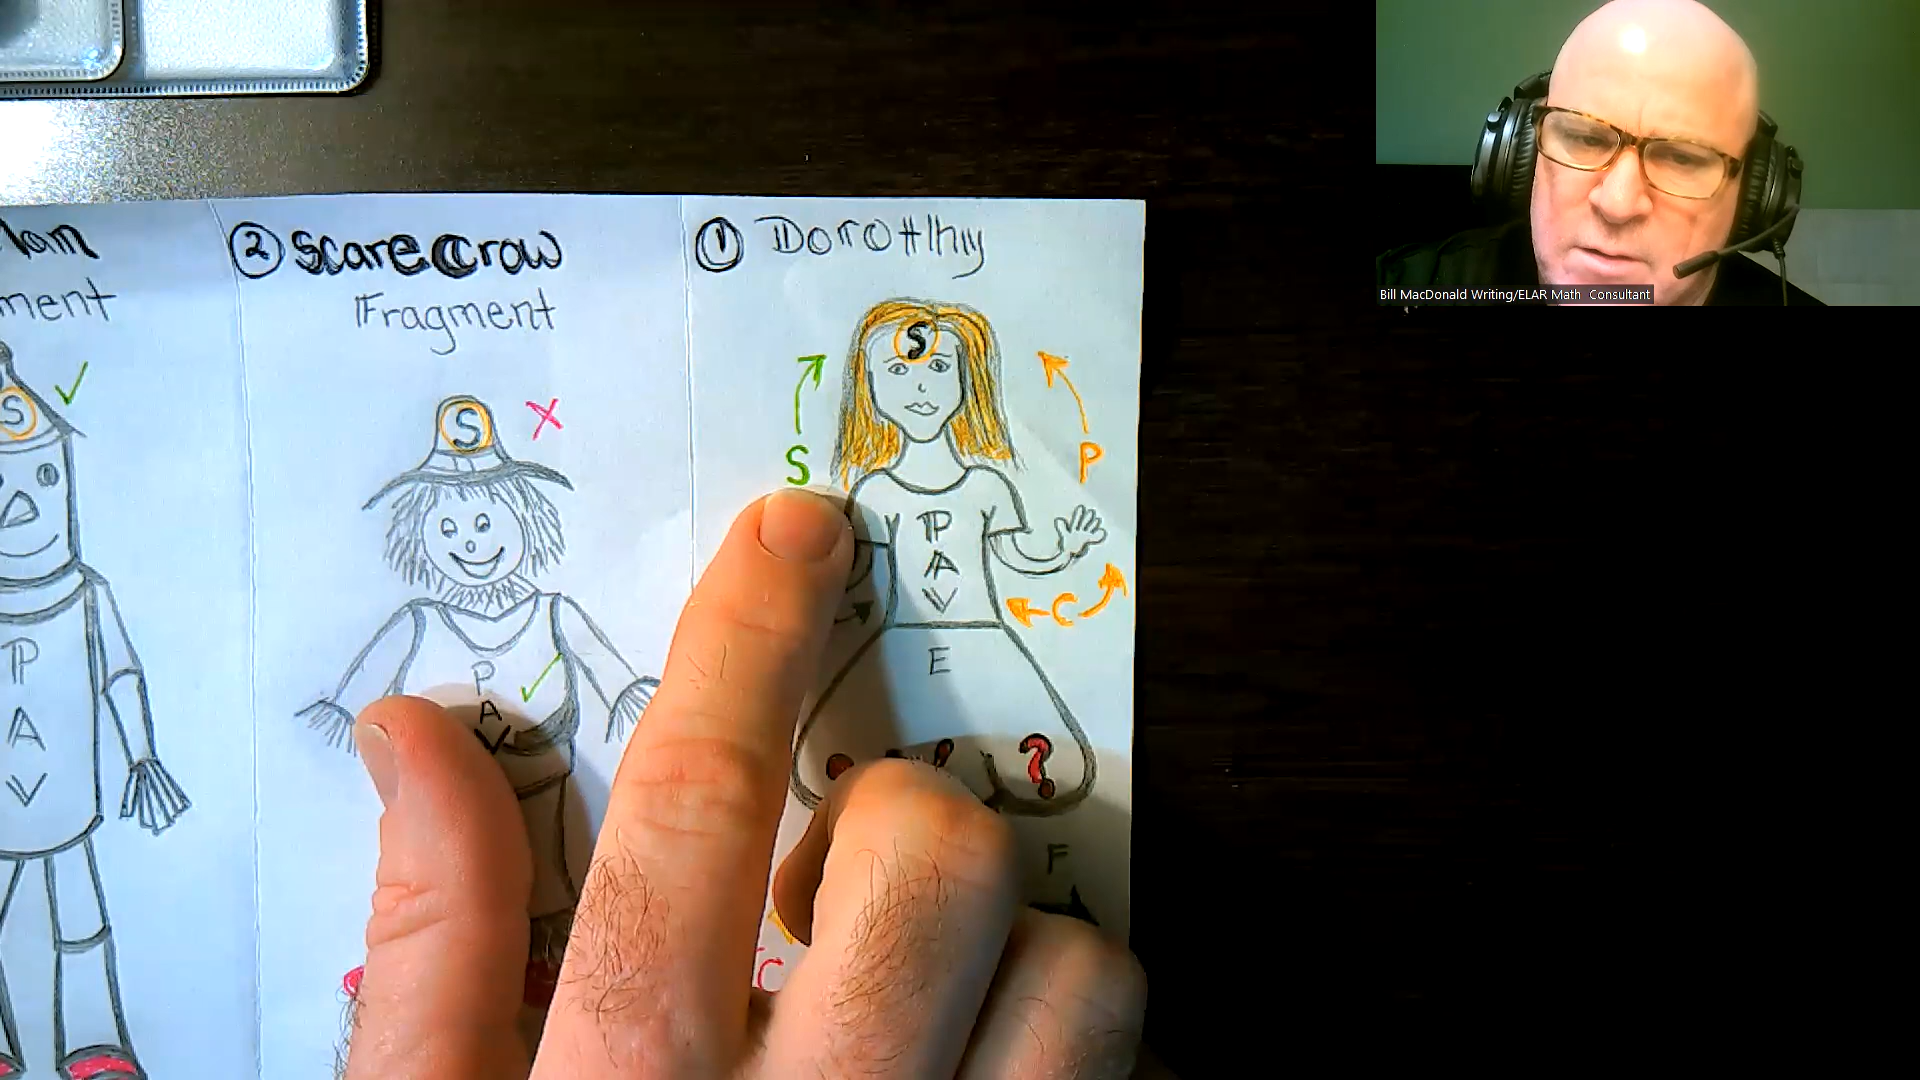 ② Scarecrow
① Dorothy
ment
Fragment
S
S
S
S
P
P
A
V
C
P
A
V
E
P
A
V
? 
F
C
Bill MacDonald Writing/ELAR Math Consultant